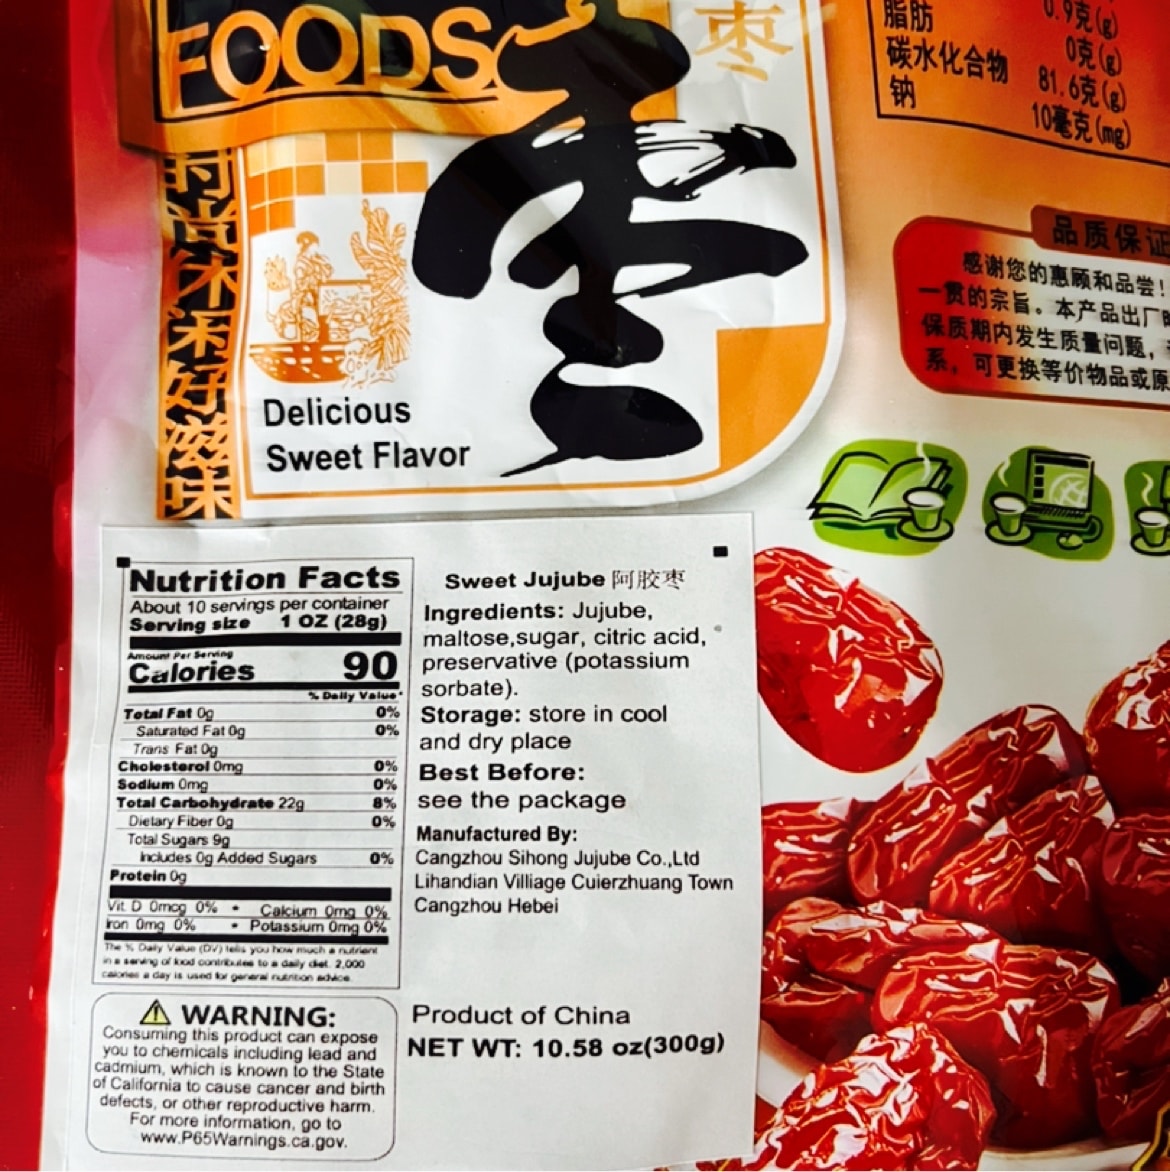 FOODS
枣
枣
时尚休闲好滋味
Delicious
Sweet Flavor
脂肪 0.9克(g)
0克(g)
碳水化合物 81.6克(g)
钠 10毫克(mg)
品质保证
感谢您的惠顾和品尝!
一贯的宗旨。本产品出厂
保质期内发生质量问题,
系，可更换等价物品或原
Nutrition Facts
About 10 servings per container
Serving size 1 OZ (28g)
Amount Per Serving
Calories 90
% Daily Value*
Total Fat 0g 0%
Saturated Fat 0g 0%
Trans Fat 0g
Cholesterol 0mg 0%
Sodium 0mg 0%
Total Carbohydrate 22g 8%
Dietary Fiber 0g 0%
Total Sugars 9g
Includes 0g Added Sugars 0%
Protein 0g
Vit. D 0mcg 0% • Calcium 0mg 0%
Iron 0mg 0% • Potassium 0mg 0%
The % Daily Value (DV) tells you how much a nutrient
in a serving of food contributes to a daily diet. 2,000
calories a day is used for general nutrition advice.
WARNING:
Consuming this product can expose
you to chemicals including lead and
cadmium, which is known to the State
of California to cause cancer and birth
defects, or other reproductive harm.
For more information, go to
www.P65Warnings.ca.gov.
Sweet Jujube 阿胶枣
Ingredients: Jujube,
maltose,sugar, citric acid,
preservative (potassium
sorbate).
Storage: store in cool
and dry place
Best Before:
see the package
Manufactured By:
Cangzhou Sihong Jujube Co.,Ltd
Lihandian Villiage Cuierzhuang Town
Cangzhou Hebei
Product of China
NET WT: 10.58 oz(300g)